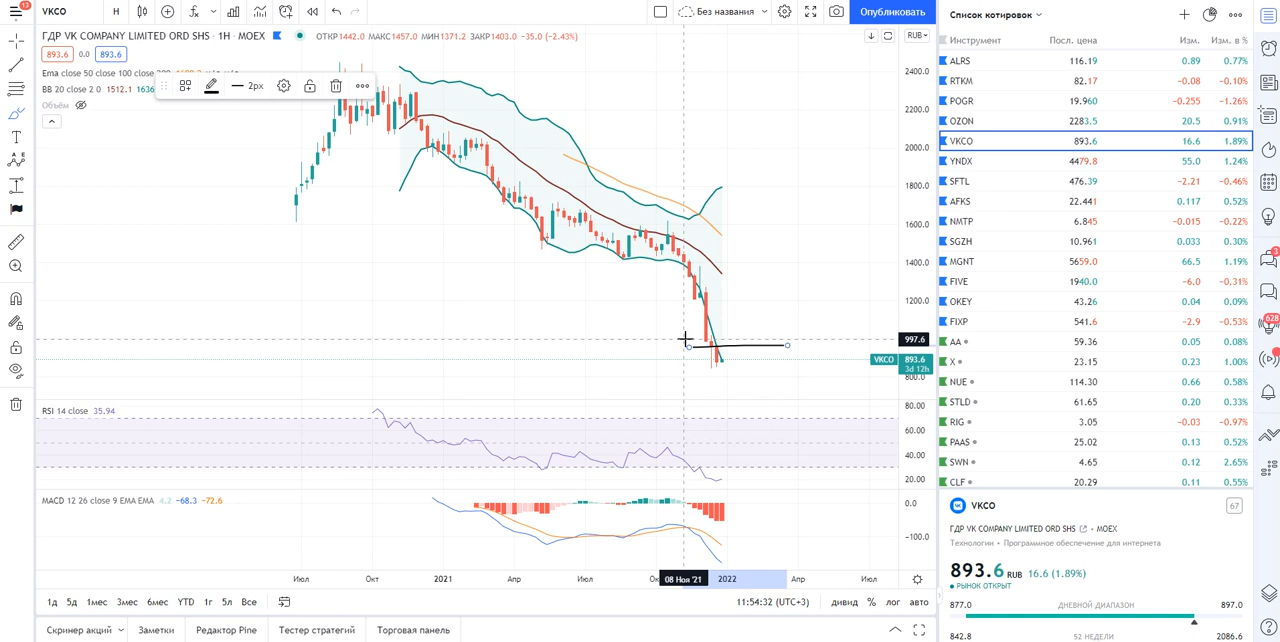 13
VKCO
Н
Без названия
Опубликовать
ГДР VK COMPANY LIMITED ORD SHS · 1Н · MOEX
ОТКР1442.0 МАКС1457.0 МИН1371.2 ЗАКР1403.0 −35.0 (−2.43%)
RUB
893.6 0.0 893.6
Ema close 50 close 100 close
BB 20 close 2 0 1512.1
Объём
2px
2400.0
2200.0
2000.0
1800.0
1600.0
1400.0
1200.0
997.6
VKCO 893.6
3d 12h
800.0
RSI 14 close 35.94
80.00
60.00
40.00
20.00
MACD 12 26 close 9 EMA EMA 4.2 −68.3 −72.6
0.0
−100.0
Июл
Окт
2021
Апр
Июл
08 Ноя '21
2022
Апр
Июл
1д 5д 1мес 3мес 6мес YTD 1г 5л Все
11:54:32 (UTC+3)
дивид % лог авто
Скринер акций
Заметки
Редактор Pine
Тестер стратегий
Торговая панель
Список котировок
Инструмент Посл. цена Изм. Изм. в %
ALRS 116.19 0.89 0.77%
RTKM 82.17 −0.08 −0.10%
POGR 19.960 −0.255 −1.26%
OZON 2283.5 20.5 0.91%
VKCO 893.6 16.6 1.89%
YNDX 4479.8 55.0 1.24%
SFTL 476.39 −2.21 −0.46%
AFKS 22.441 0.117 0.52%
NMTP 6.845 −0.015 −0.22%
SGZH 10.961 0.033 0.30%
MGNT 5659.0 66.5 1.19%
FIVE 1940.0 −6.0 −0.31%
OKEY 43.26 0.04 0.09%
FIXP 541.6 −2.9 −0.53%
AA 59.36 0.05 0.08%
X 23.15 0.23 1.00%
NUE 114.30 0.66 0.58%
STLD 61.65 0.20 0.33%
RIG 3.05 −0.03 −0.97%
PAAS 25.02 0.13 0.52%
SWN 4.65 0.12 2.65%
CLF 20.29 0.11 0.55%
VKCO
67
ГДР VK COMPANY LIMITED ORD SHS • MOEX
Технологии • Программное обеспечение для интернета
893.6 RUB 16.6 (1.89%)
РЫНОК ОТКРЫТ
877.0 ДНЕВНОЙ ДИАПАЗОН 897.0
842.8 52 НЕДЕЛИ 2086.6
3
628